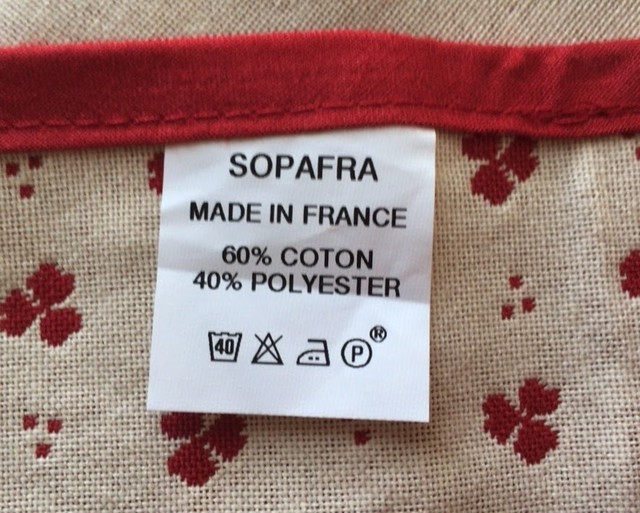 SOPAFRA
MADE IN FRANCE
60% COTON
40% POLYESTER
40 P®